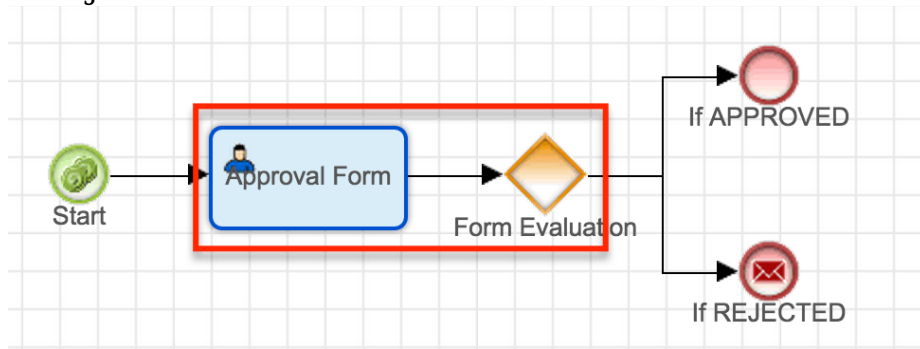 Start
Approval Form
Form Evaluation
If APPROVED
If REJECTED